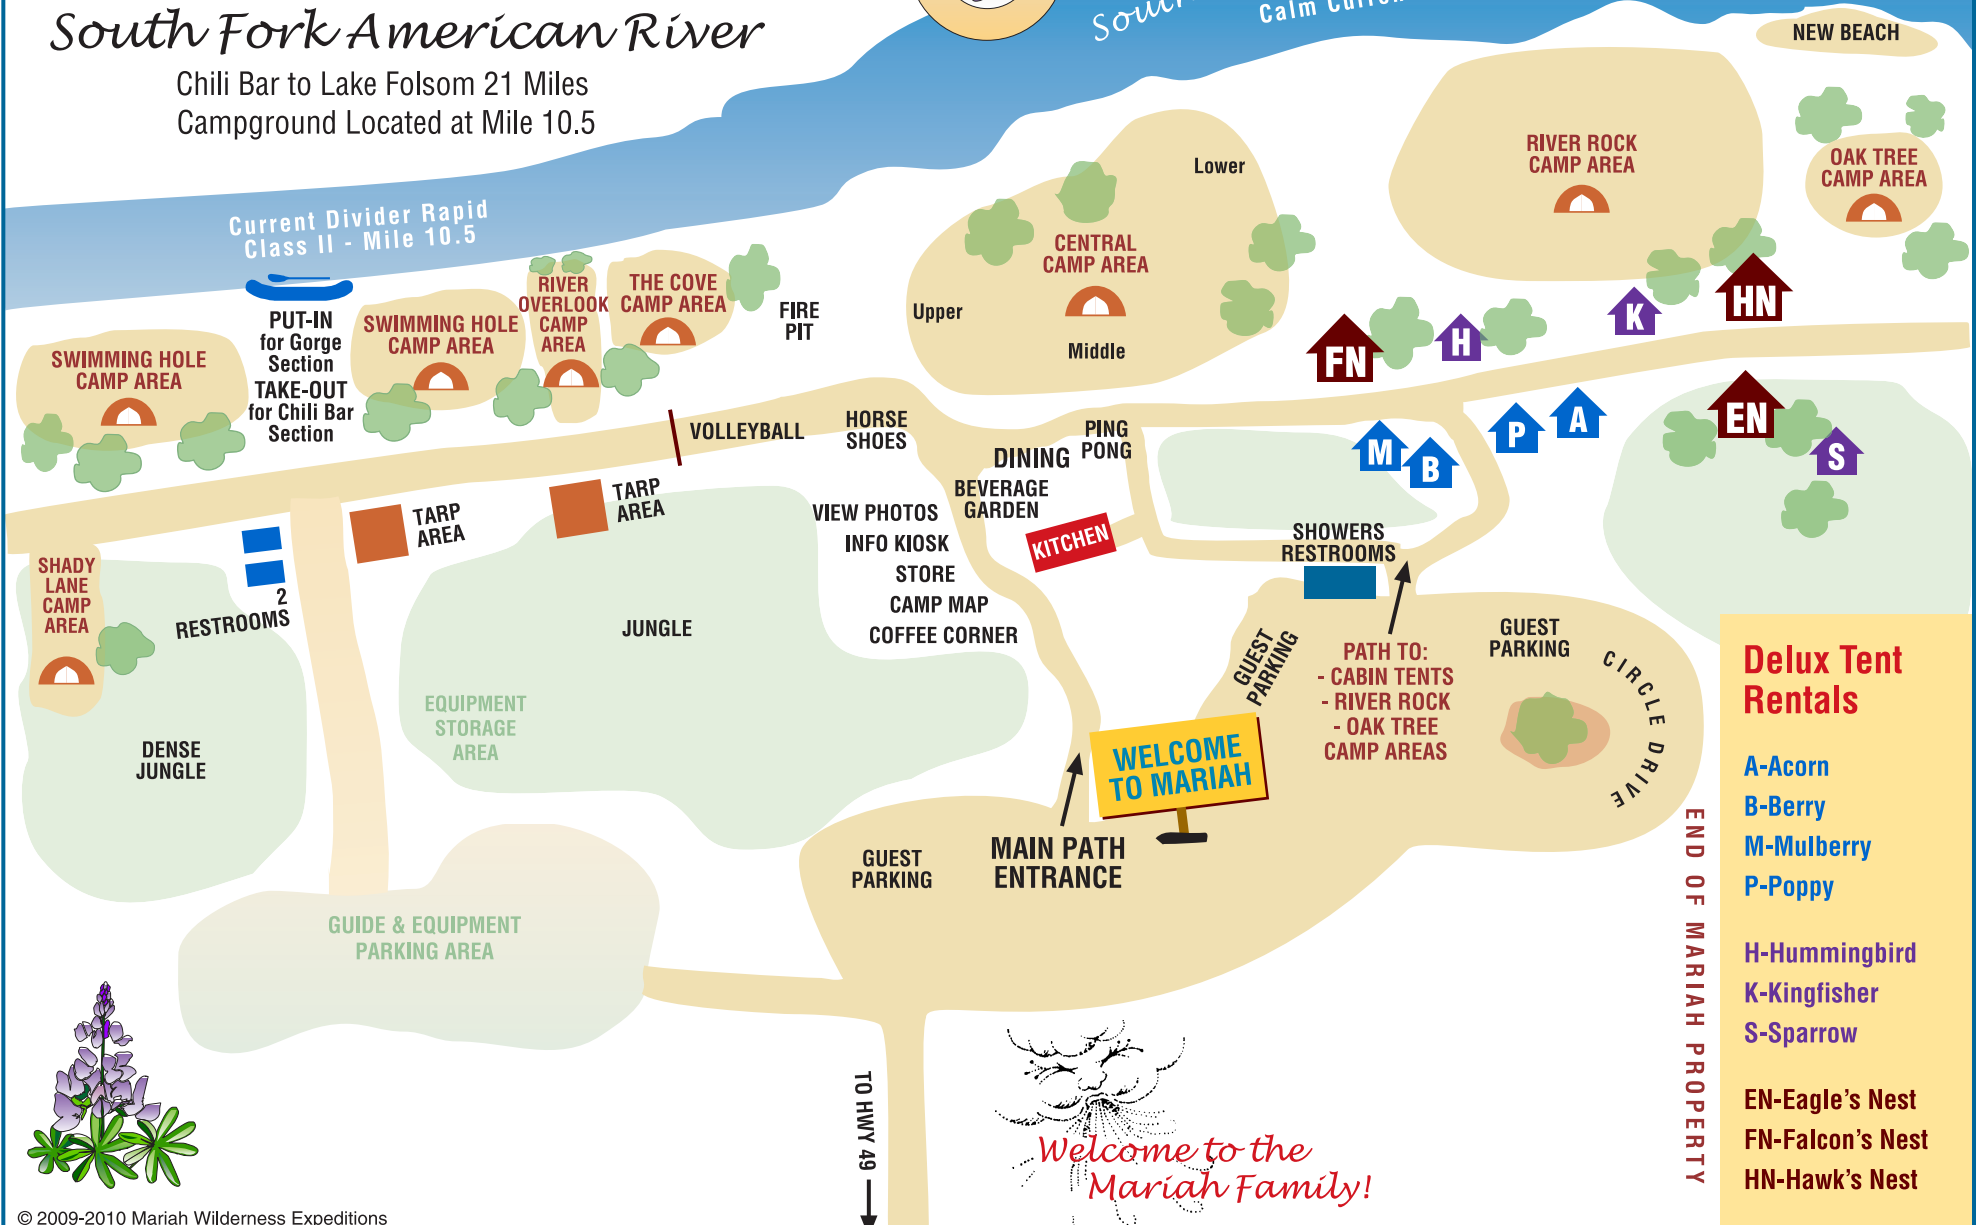 South Fork American River
Chili Bar to Lake Folsom 21 Miles
Campground Located at Mile 10.5
Calm
NEW BEACH
Current Divider Rapid
Class II - Mile 10.5
PUT-IN
for Gorge
Section
TAKE-OUT
for Chili Bar
Section
SWIMMING HOLE
CAMP AREA
SWIMMING HOLE
CAMP AREA
RIVER
OVERLOOK
CAMP
AREA
THE COVE
CAMP AREA
FIRE
PIT
Lower
CENTRAL
CAMP AREA
Upper
Middle
RIVER ROCK
CAMP AREA
OAK TREE
CAMP AREA
FN
H
K
HN
M
B
P
A
EN
S
VOLLEYBALL
HORSE
SHOES
PING
PONG
DINING
BEVERAGE
GARDEN
KITCHEN
TARP
AREA
TARP
AREA
VIEW PHOTOS
INFO KIOSK
STORE
CAMP MAP
COFFEE CORNER
SHOWERS
RESTROOMS
SHADY
LANE
CAMP
AREA
2
RESTROOMS
JUNGLE
DENSE
JUNGLE
EQUIPMENT
STORAGE
AREA
GUIDE & EQUIPMENT
PARKING AREA
GUEST
PARKING
PATH TO:
- CABIN TENTS
- RIVER ROCK
- OAK TREE
CAMP AREAS
GUEST
PARKING
CIRCLE DRIVE
WELCOME
TO MARIAH
MAIN PATH
ENTRANCE
GUEST
PARKING
END OF MARIAH PROPERTY
TO HWY 49
Welcome to the
Mariah Family!
Delux Tent
Rentals
A-Acorn
B-Berry
M-Mulberry
P-Poppy
H-Hummingbird
K-Kingfisher
S-Sparrow
EN-Eagle's Nest
FN-Falcon's Nest
HN-Hawk's Nest
© 2009-2010 Mariah Wilderness Expeditions